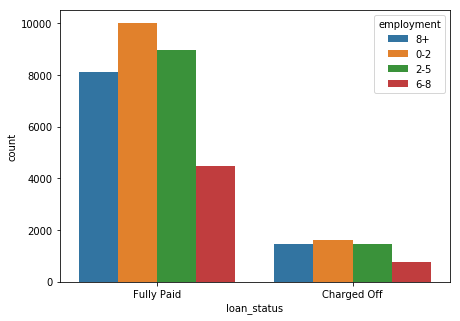 employment
8+
0-2
2-5
6-8
count
10000
8000
6000
4000
2000
0
Fully Paid
Charged Off
loan_status